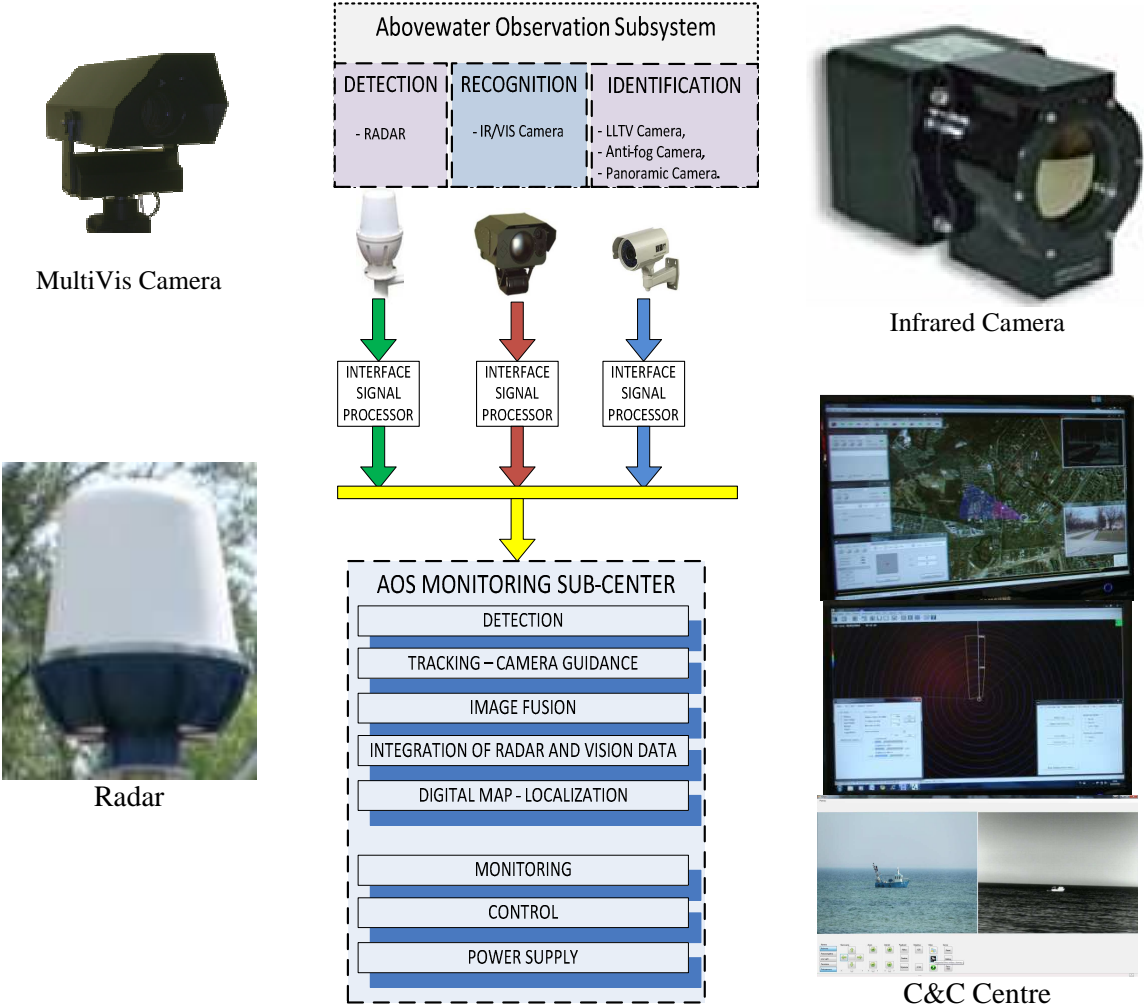 Abovewater Observation Subsystem
DETECTION
- RADAR
RECOGNITION
- IR/VIS Camera
IDENTIFICATION
- LLTV Camera,
- Anti-fog Camera,
- Panoramic Camera.
MultiVis Camera
Infrared Camera
INTERFACE
SIGNAL
PROCESSOR
INTERFACE
SIGNAL
PROCESSOR
INTERFACE
SIGNAL
PROCESSOR
Radar
AOS MONITORING SUB-CENTER
DETECTION
TRACKING – CAMERA GUIDANCE
IMAGE FUSION
INTEGRATION OF RADAR AND VISION DATA
DIGITAL MAP - LOCALIZATION
MONITORING
CONTROL
POWER SUPPLY
C&C Centre